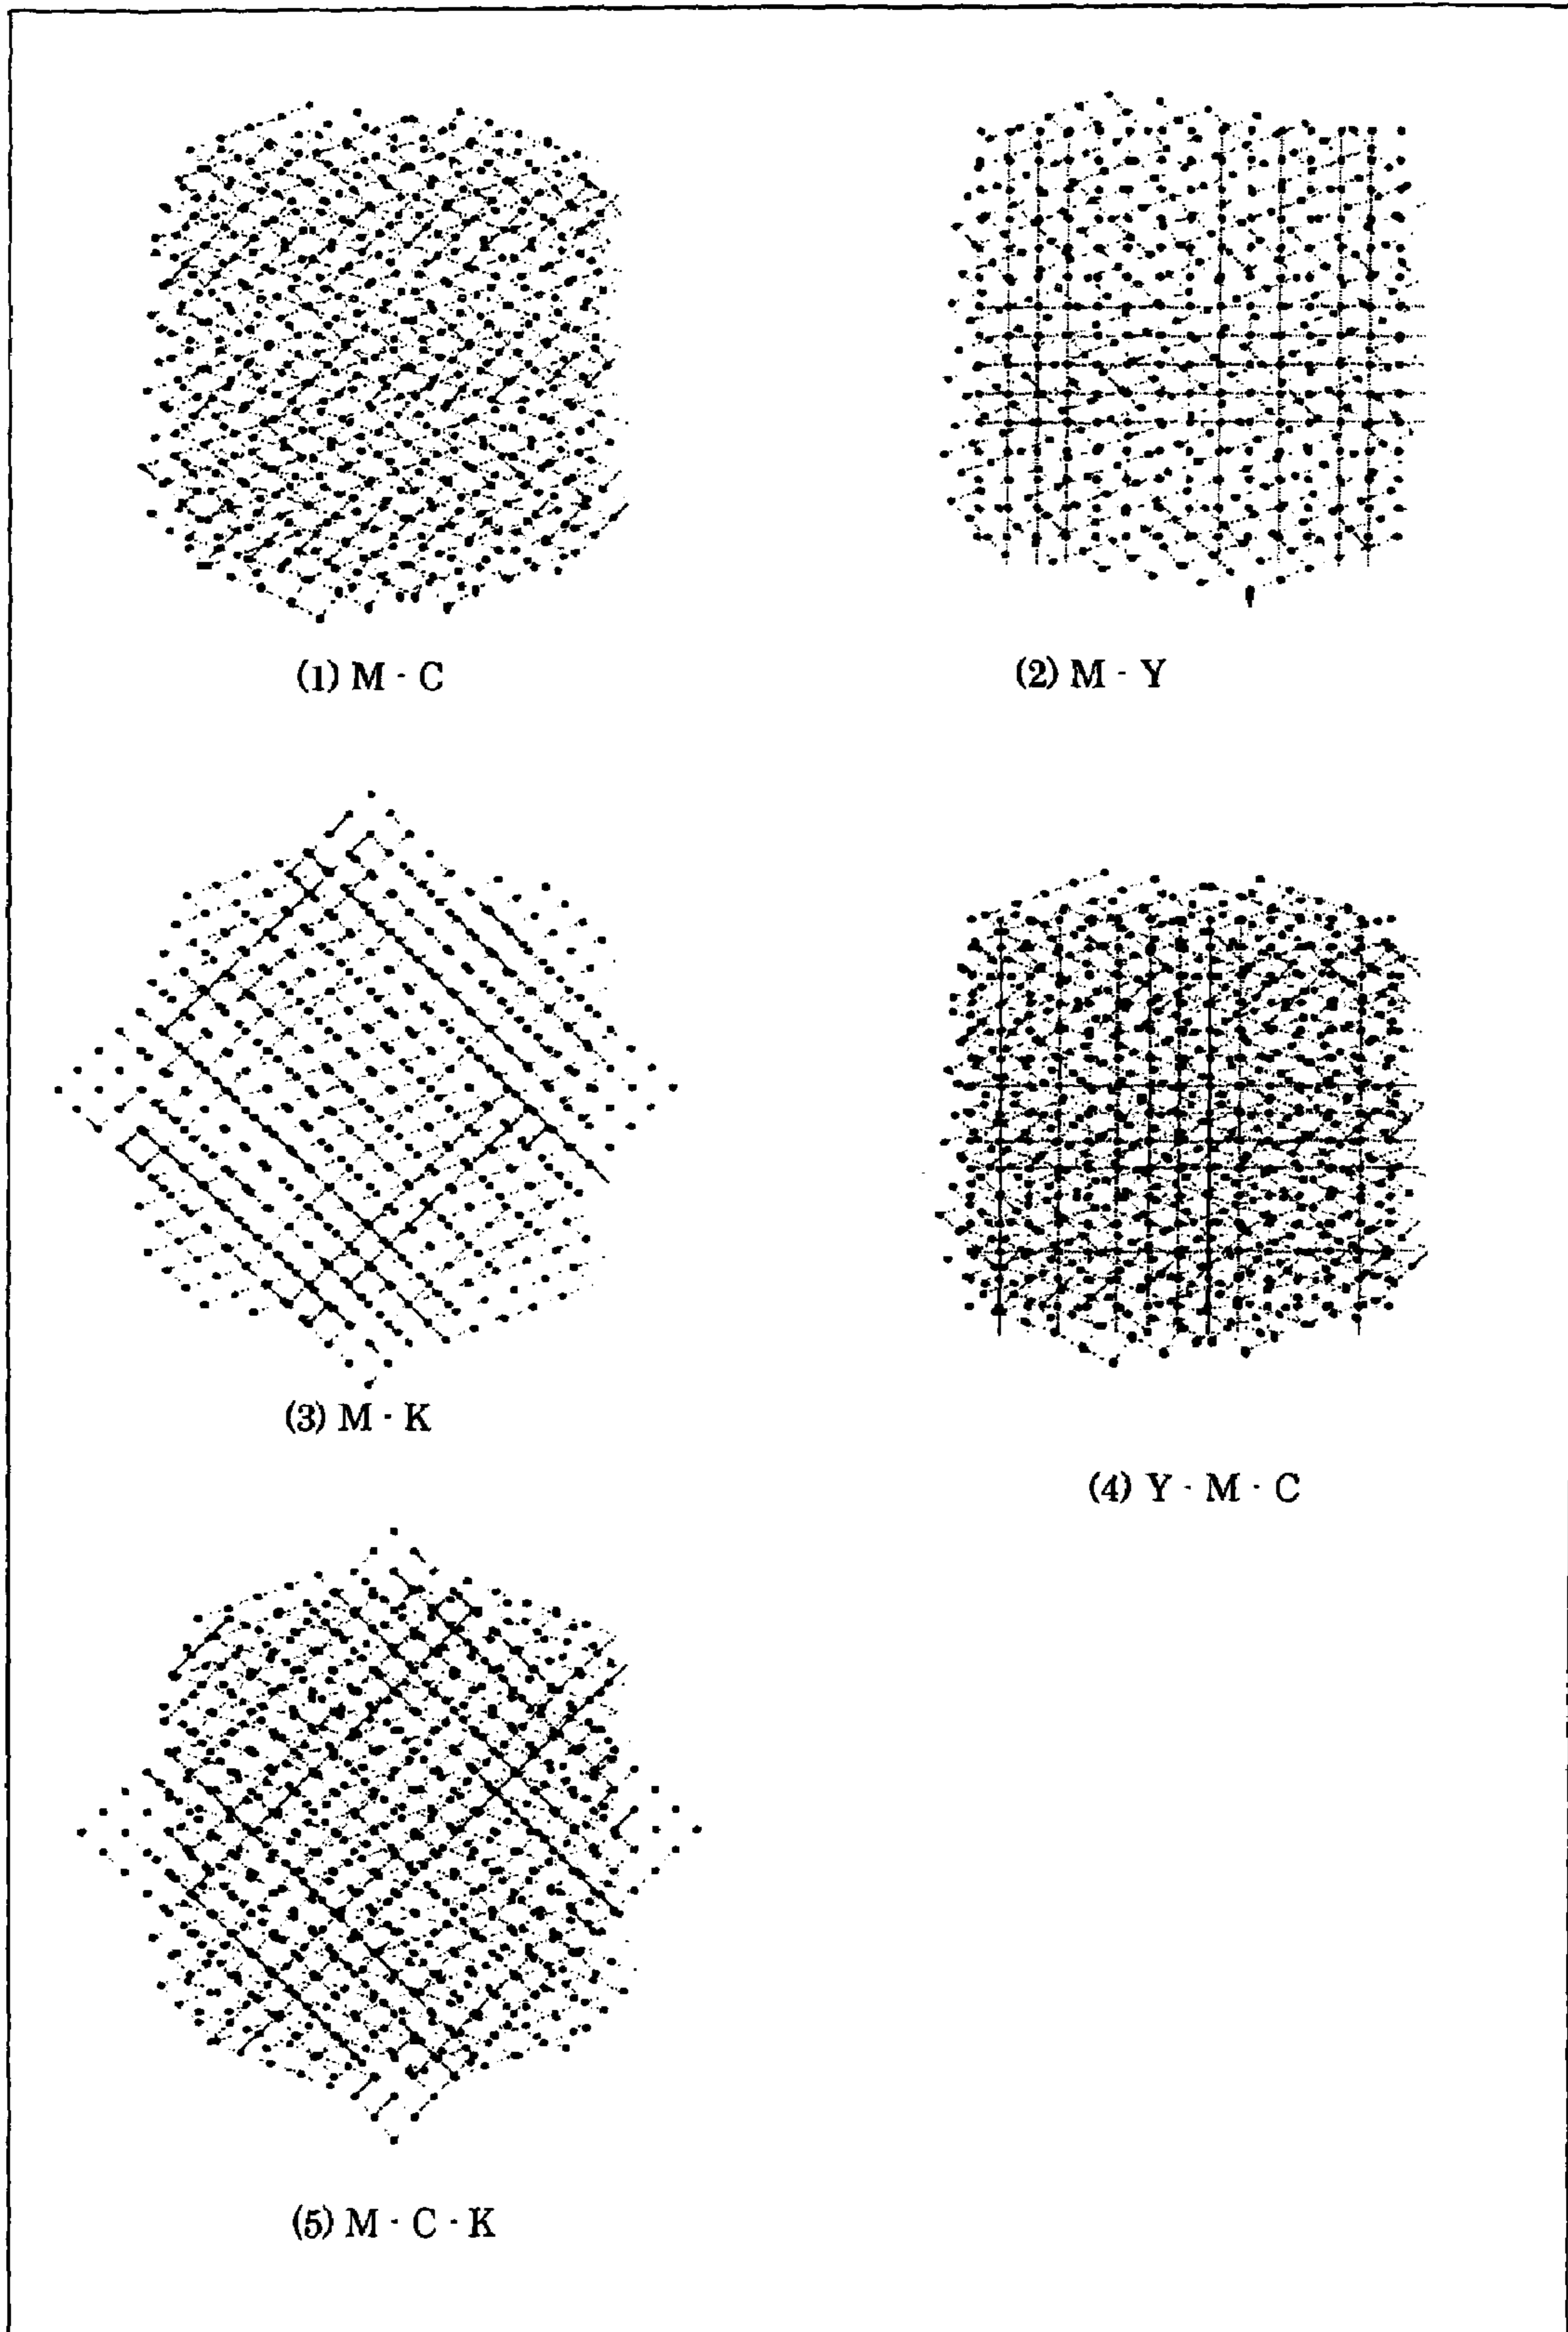 (1) M · C
(2) M - Y
(3) M · K
(4) Y · M · C
(5) M · C · K